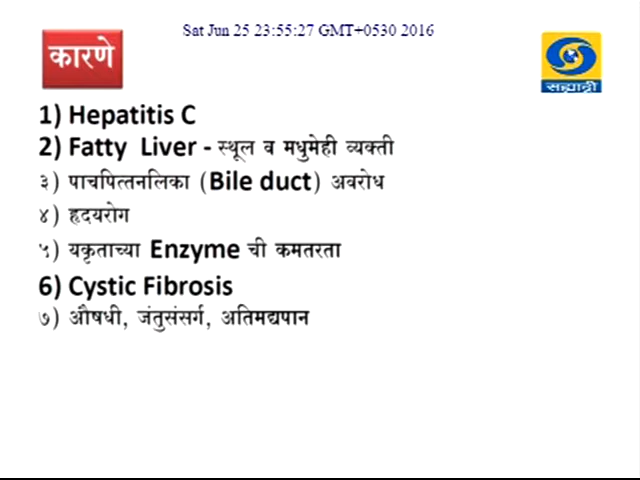 Sat Jun 25 23:55:27 GMT+0530 2016
कारणे
सह्याद्री
1) Hepatitis C
2) Fatty Liver - स्थूल व मधुमेही व्यक्ती
३) पाचपित्तनलिका (Bile duct) अवरोध
४) हृदयरोग
५) यकृताच्या Enzyme ची कमतरता
6) Cystic Fibrosis
७) औषधी, जंतुसंसर्ग, अतिमद्यपान